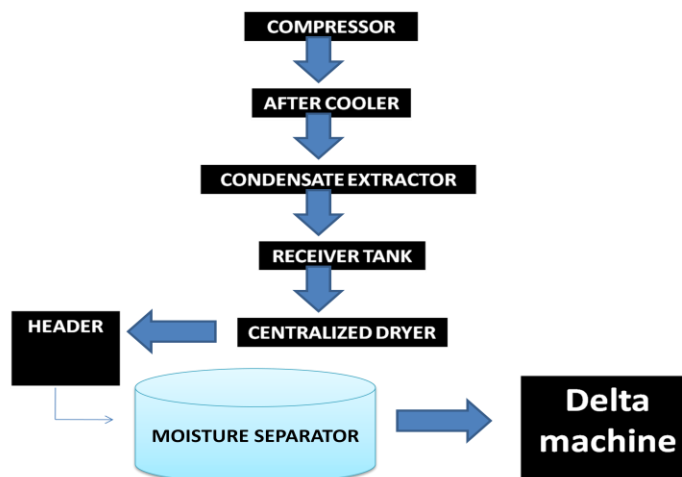 COMPRESSOR
AFTER COOLER
CONDENSATE EXTRACTOR
RECEIVER TANK
CENTRALIZED DRYER
HEADER
MOISTURE SEPARATOR
Delta
machine